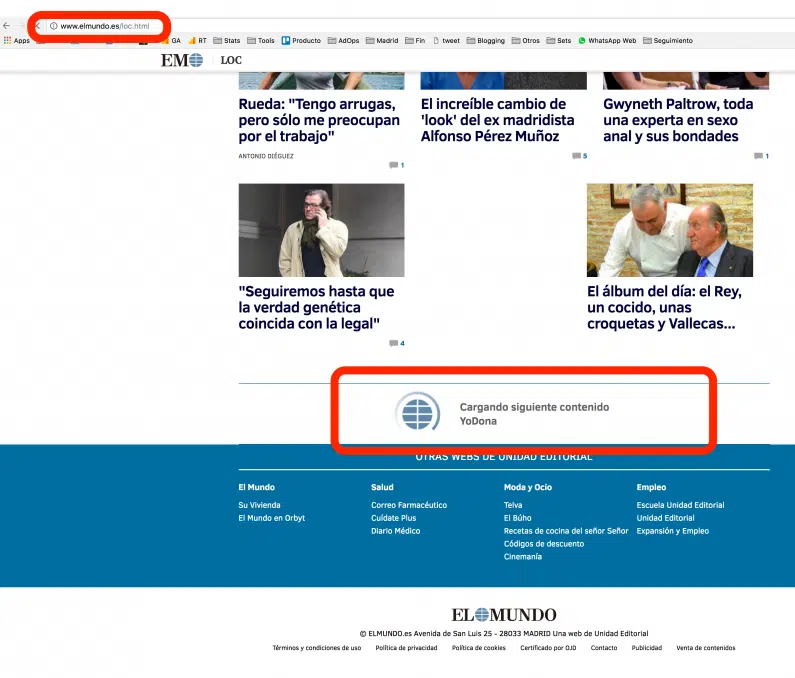 www.elmundo.es/loc.html
Apps GA RT Stats Tools Producto AdOps Madrid Fin tweet Blogging Otros Sets WhatsApp Web Seguimiento
EM LOC
Rueda: "Tengo arrugas,
pero sólo me preocupan
por el trabajo"
ANTONIO DIÉGUEZ
1
El increíble cambio de
'look' del ex madridista
Alfonso Pérez Muñoz
5
Gwyneth Paltrow, toda
una experta en sexo
anal y sus bondades
1
"Seguiremos hasta que
la verdad genética
coincida con la legal"
4
El álbum del día: el Rey,
un cocido, unas
croquetas y Vallecas...
Cargando siguiente contenido
YoDona
OTRAS WEBS DE UNIDAD EDITORIAL
El Mundo
Su Vivienda
El Mundo en Orbyt
Salud
Correo Farmacéutico
Cuídate Plus
Diario Médico
Moda y Ocio
Telva
El Búho
Recetas de cocina del señor Señor
Códigos de descuento
Cinemanía
Empleo
Escuela Unidad Editorial
Unidad Editorial
Expansión y Empleo
EL MUNDO
© ELMUNDO.es Avenida de San Luis 25 - 28033 MADRID Una web de Unidad Editorial
Términos y condiciones de uso Política de privacidad Política de cookies Certificado por OJD Contacto Publicidad Venta de contenidos